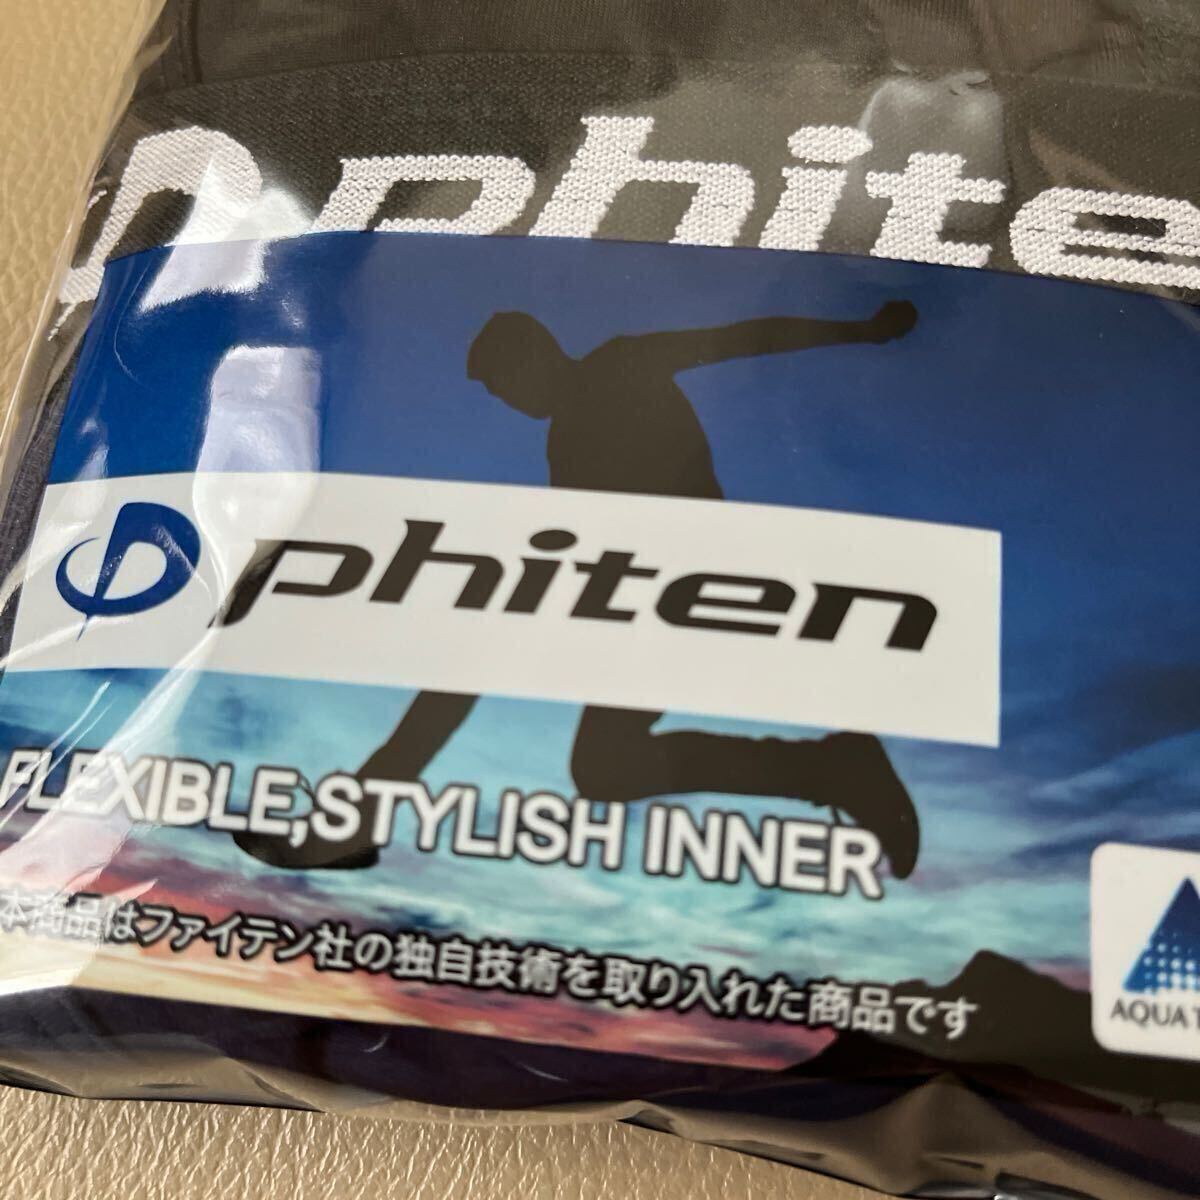 phite
phiten
FLEXIBLE,STYLISH INNER
本商品はファイテン社の独自技術を取り入れた商品です
AQUA T